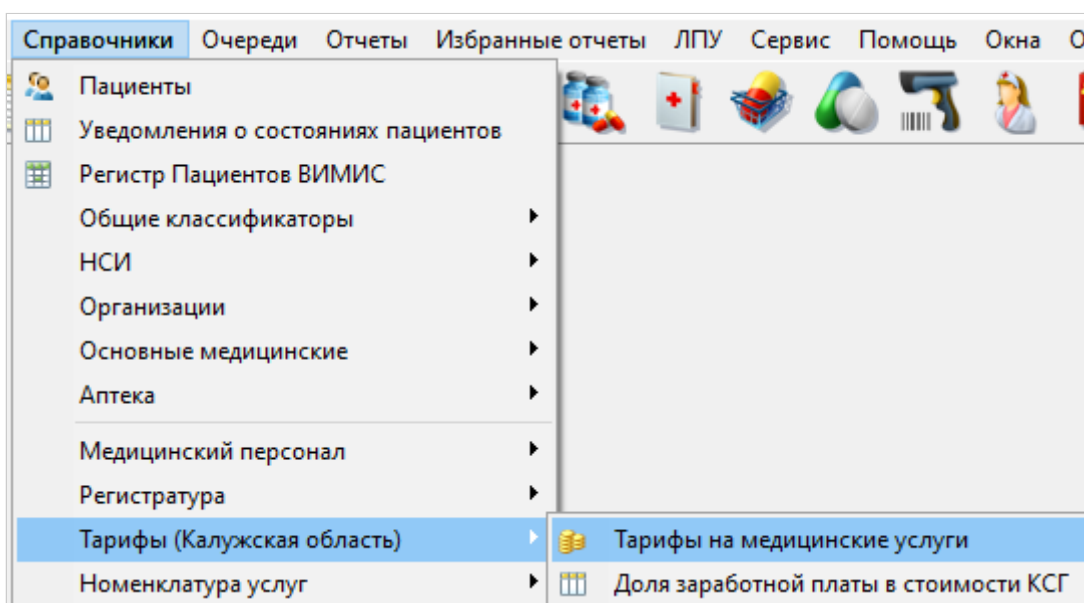 Справочники Очереди Отчеты Избранные отчеты ЛПУ Сервис Помощь Окна
Пациенты
Уведомления о состояниях пациентов
Регистр Пациентов ВИМИС
Общие классификаторы
НСИ
Организации
Основные медицинские
Аптека
Медицинский персонал
Регистратура
Тарифы (Калужская область) Тарифы на медицинские услуги
Номенклатура услуг Доля заработной платы в стоимости КСГ